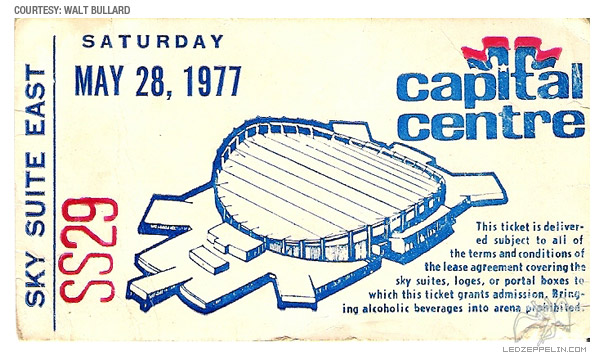 COURTESY: WALT BULLARD
SATURDAY
MAY 28, 1977
capital
centre
SKY SUITE EAST
SS29
This ticket is deliver-
ed subject to all of
the terms and conditions of
the lease agreement covering the
sky suites, loges, or portal boxes to
which this ticket grants admission. Bring-
ing alcoholic beverages into arena prohibited.
LEDZEPPELIN.COM